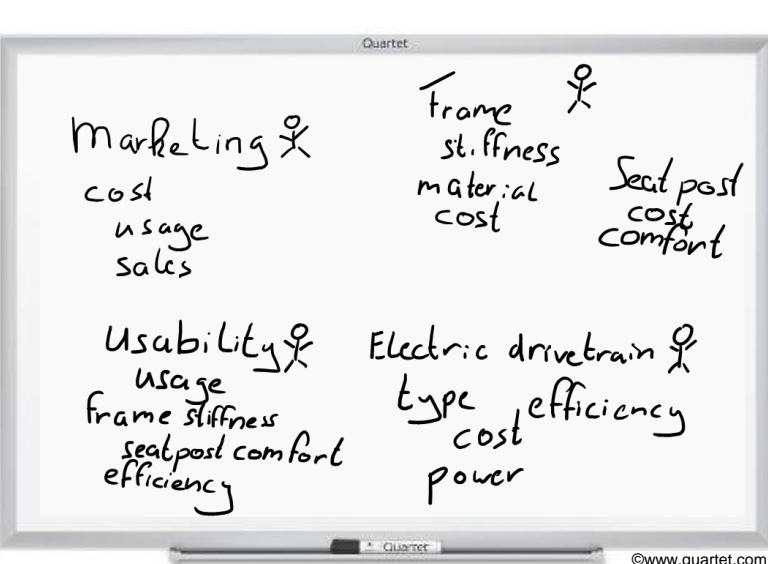 Quartet
Marketing
cost
usage
sales
Frame
stiffness
material
cost
Seat post
cost
comfort
Usability
usage
frame stiffness
seatpost comfort
efficiency
Electric drivetrain
type efficiency
cost
power
Quartet
©www.quartet.com